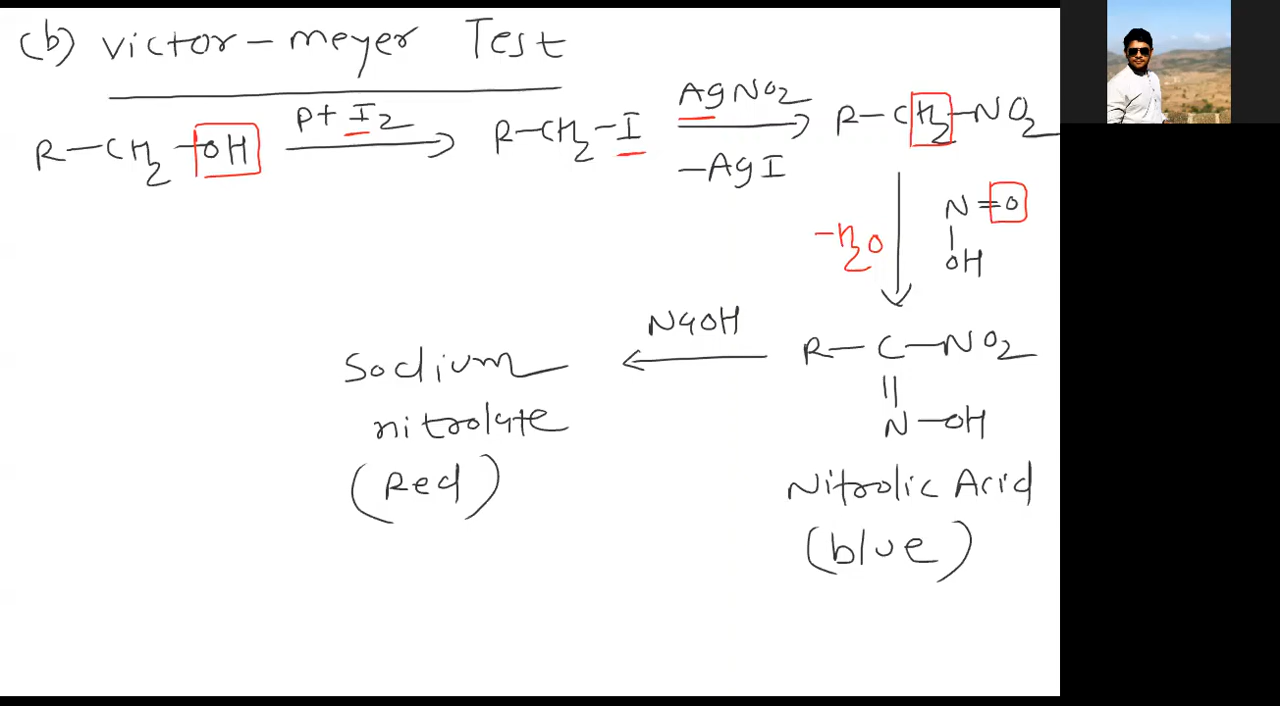 (b) victor-meyer Test
R-CH2-OH P+I2 R-CH2-I AgNO2 R-CH2-NO2
-AgI
-H2O N=O
OH
R-C-NO2
N-OH
NaOH
Sodium
nitrolate
(Red)
Nitrolic Acid
(blue)